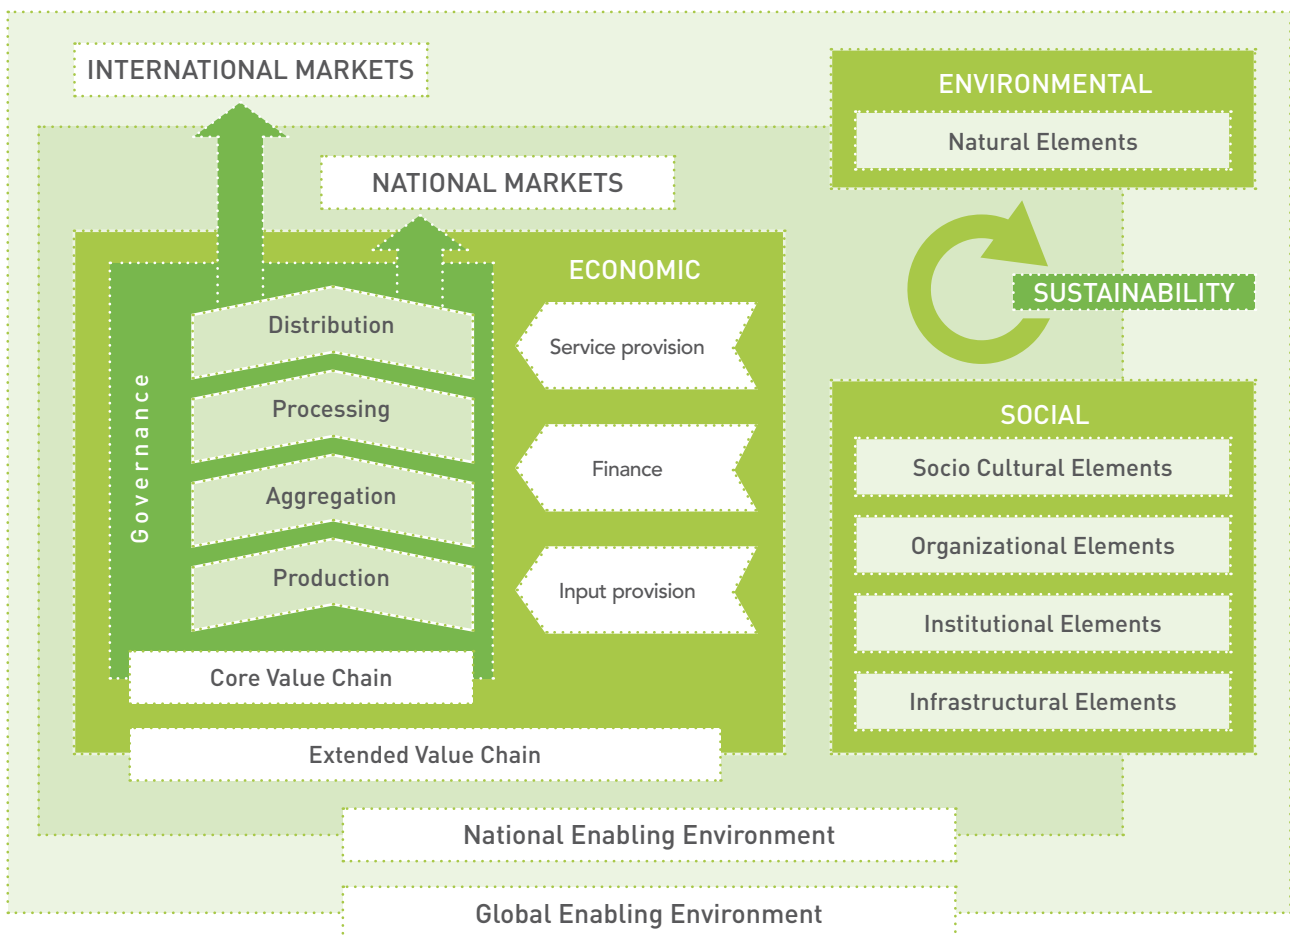 INTERNATIONAL MARKETS
NATIONAL MARKETS
ECONOMIC
Governance
Distribution
Processing
Aggregation
Production
Service provision
Finance
Input provision
Core Value Chain
Extended Value Chain
ENVIRONMENTAL
Natural Elements
SUSTAINABILITY
SOCIAL
Socio Cultural Elements
Organizational Elements
Institutional Elements
Infrastructural Elements
National Enabling Environment
Global Enabling Environment